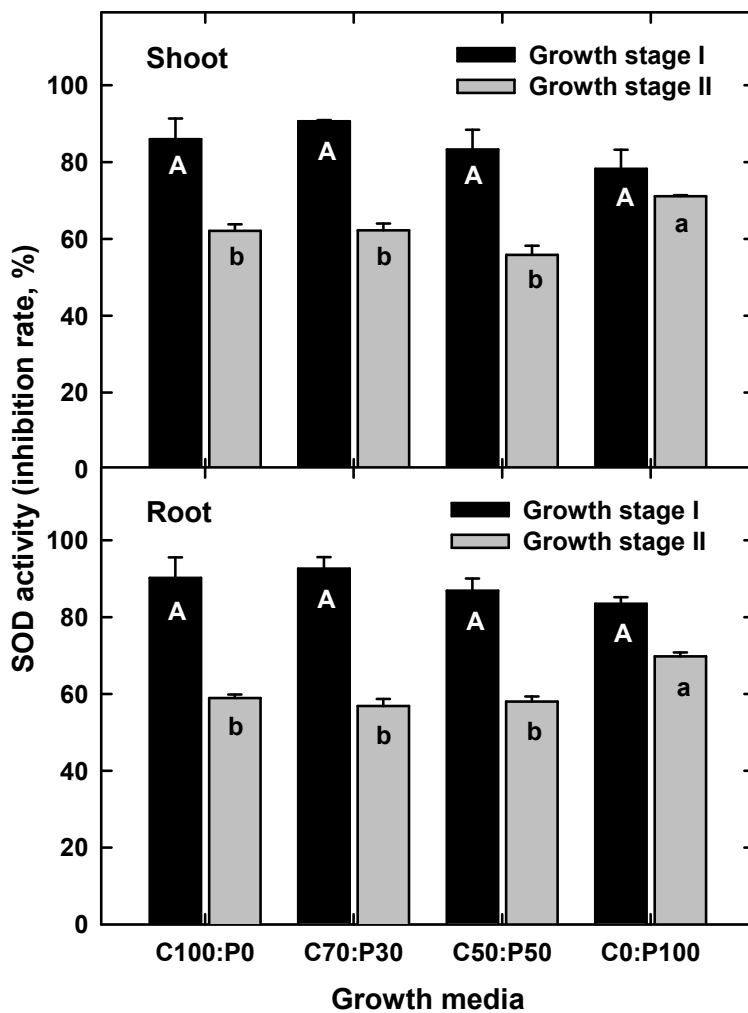 SOD activity (inhibition rate, %)
Shoot
Growth stage I
Growth stage II
100
80
60
40
20
0
A
A
A
A
b
b
b
a
Root
Growth stage I
Growth stage II
100
80
60
40
20
0
A
A
A
A
b
b
b
a
C100:P0 C70:P30 C50:P50 C0:P100
Growth media